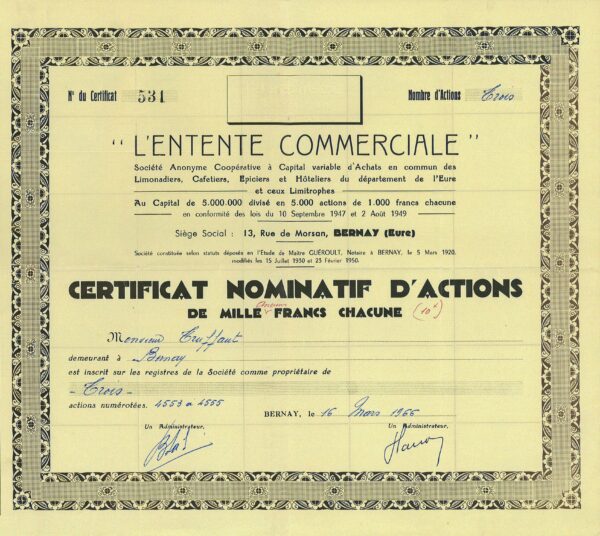 N° du Certificat 531
Nombre d'Actions Trois
" L'ENTENTE COMMERCIALE "
Société Anonyme Coopérative à Capital variable d'Achats en commun des
Limonadiers, Cafetiers, Epiciers et Hôteliers du département de l'Eure
et ceux Limitrophes
Au Capital de 5.000.000 divisé en 5.000 actions de 1.000 francs chacune
en conformité des lois du 10 Septembre 1947 et 2 Août 1949
Siège Social : 13, Rue de Morsan, BERNAY (Eure)
Société constituée selon statuts déposés en l'Etude de Maître GUÉROULT, Notaire à BERNAY, le 5 Mars 1920,
modifiés les 15 Juillet 1930 et 25 Février 1950.
CERTIFICAT NOMINATIF D'ACTIONS
DE MILLE Anciens FRANCS CHACUNE (10 F)
Monsieur Truffaut
demeurant à Bernay
est inscrit sur les registres de la Société comme propriétaire de
- Trois -
actions numérotées. 4553 à 4555
BERNAY, le 16 Mars 1966
Un Administrateur, Un Administrateur,